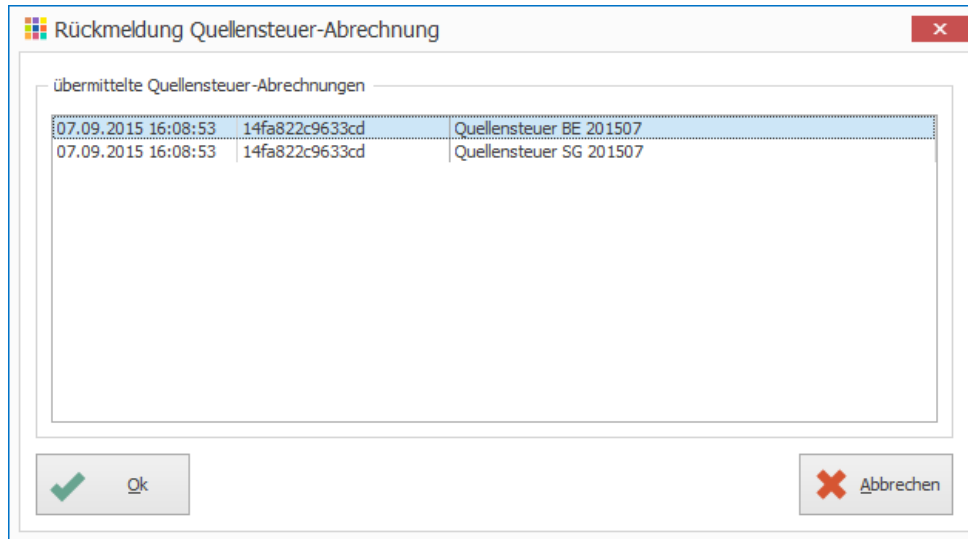 Rückmeldung Quellensteuer-Abrechnung
übermittelte Quellensteuer-Abrechnungen
07.09.2015 16:08:53 14fa822c9633cd Quellensteuer BE 201507
07.09.2015 16:08:53 14fa822c9633cd Quellensteuer SG 201507
Ok Abbrechen